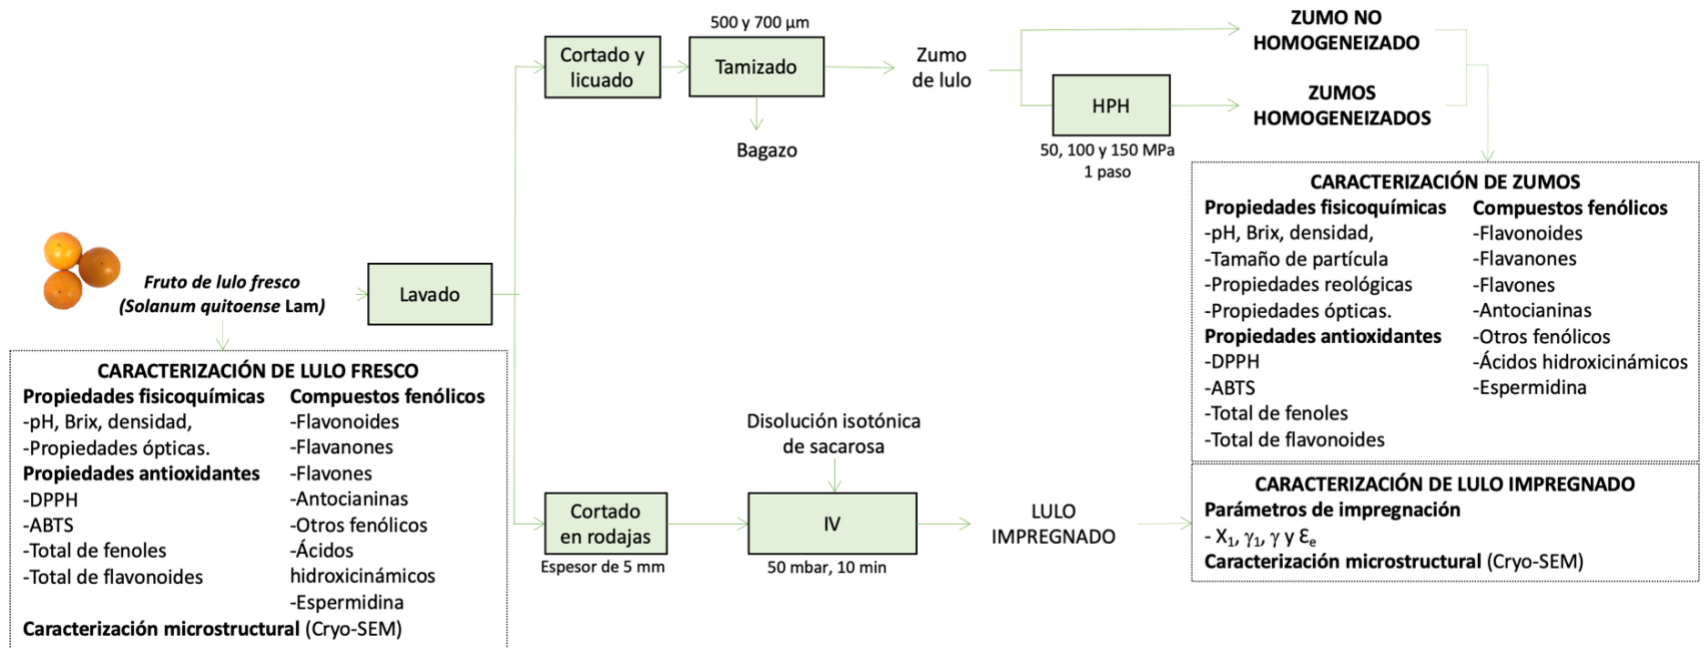 500 y 700 µm
Cortado y
licuado
Tamizado
Bagazo
Zumo
de lulo
ZUMO NO
HOMOGENEIZADO
HPH
50, 100 y 150 MPa
1 paso
ZUMOS
HOMOGENEIZADOS
Fruto de lulo fresco
(Solanum quitoense Lam)
Lavado
CARACTERIZACIÓN DE LULO FRESCO
Propiedades fisicoquímicas
-pH, Brix, densidad,
-Propiedades ópticas.
Propiedades antioxidantes
-DPPH
-ABTS
-Total de fenoles
-Total de flavonoides
Compuestos fenólicos
-Flavonoides
-Flavanones
-Flavones
-Antocianinas
-Otros fenólicos
-Ácidos
hidroxicinámicos
-Espermidina
Caracterización microstructural (Cryo-SEM)
Cortado
en rodajas
Espesor de 5 mm
Disolución isotónica
de sacarosa
IV
50 mbar, 10 min
LULO
IMPREGNADO
CARACTERIZACIÓN DE ZUMOS
Propiedades fisicoquímicas
-pH, Brix, densidad,
-Tamaño de partícula
-Propiedades reológicas
-Propiedades ópticas.
Propiedades antioxidantes
-DPPH
-ABTS
-Total de fenoles
-Total de flavonoides
Compuestos fenólicos
-Flavonoides
-Flavanones
-Flavones
-Antocianinas
-Otros fenólicos
-Ácidos hidroxicinámicos
-Espermidina
CARACTERIZACIÓN DE LULO IMPREGNADO
Parámetros de impregnación
- X₁, γ₁, γ y Ɛₑ
Caracterización microstructural (Cryo-SEM)